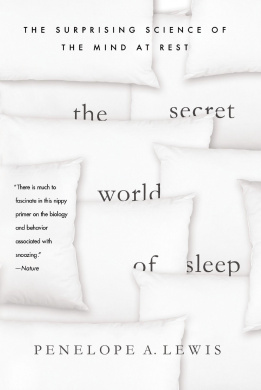 THE SURPRISING SCIENCE OF
THE MIND AT REST
the secret
world
of sleep
"There is much to
fascinate in this nippy
primer on the biology
and behavior
associated with
snoozing."
—Nature
PENELOPE A. LEWIS